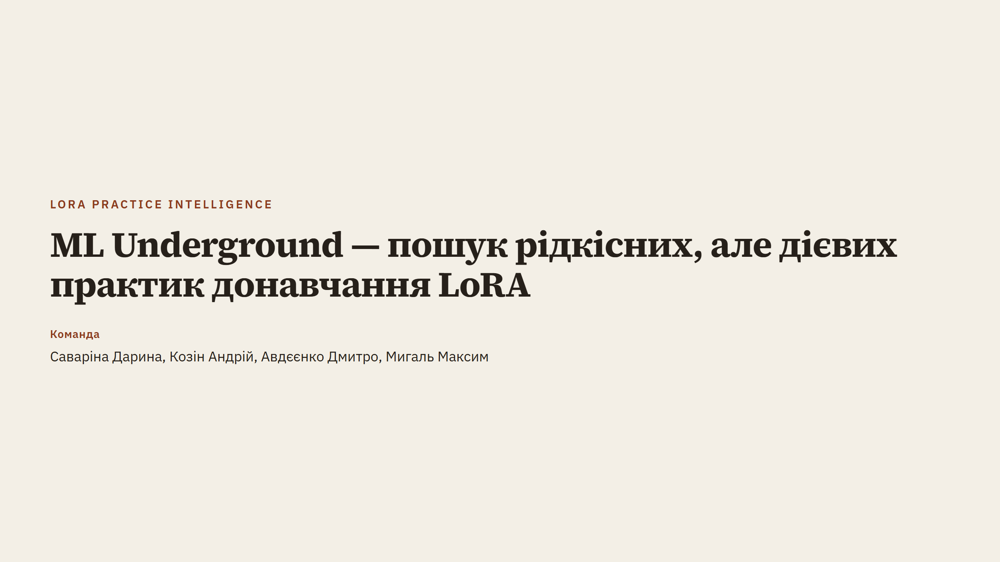 LORA PRACTICE INTELLIGENCE
ML Underground — пошук рідкісних, але дієвих
практик донавчання LoRA
Команда
Саваріна Дарина, Козін Андрій, Авдєєнко Дмитро, Мигаль Максим